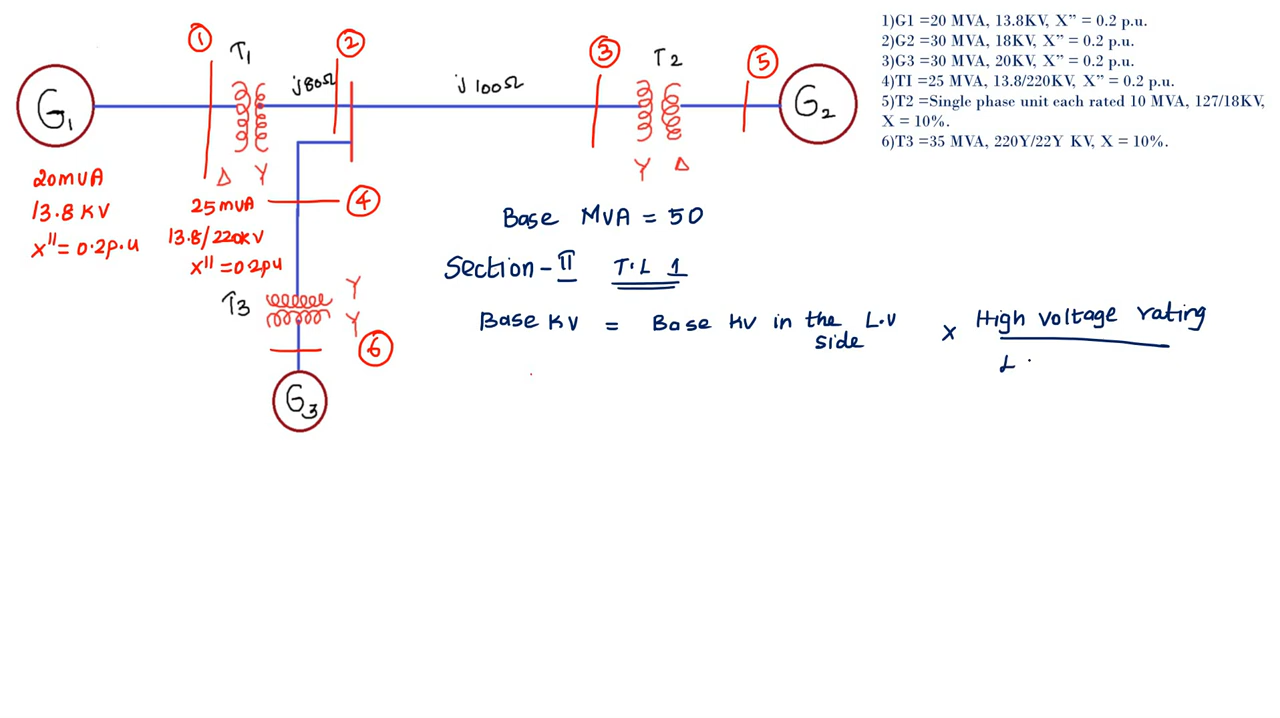 1)G1 =20 MVA, 13.8KV, X” = 0.2 p.u.
2)G2 =30 MVA, 18KV, X” = 0.2 p.u.
3)G3 =30 MVA, 20KV, X” = 0.2 p.u.
4)T1 =25 MVA, 13.8/220KV, X” = 0.2 p.u.
5)T2 =Single phase unit each rated 10 MVA, 127/18KV,
X = 10%.
6)T3 =35 MVA, 220Y/22Y KV, X = 10%.
1
T1
2
j80Ω
j100Ω
3
T2
5
G1
G2
Δ Y
Y Δ
20MVA
13.8 KV
X" = 0.2p.u
25MVA
13.8/220KV
X" = 0.2pu
4
T3
Y
Y
6
G3
Base MVA = 50
Section - II T.L 1
Base KV = Base KV in the L.V side × High voltage rating
L .